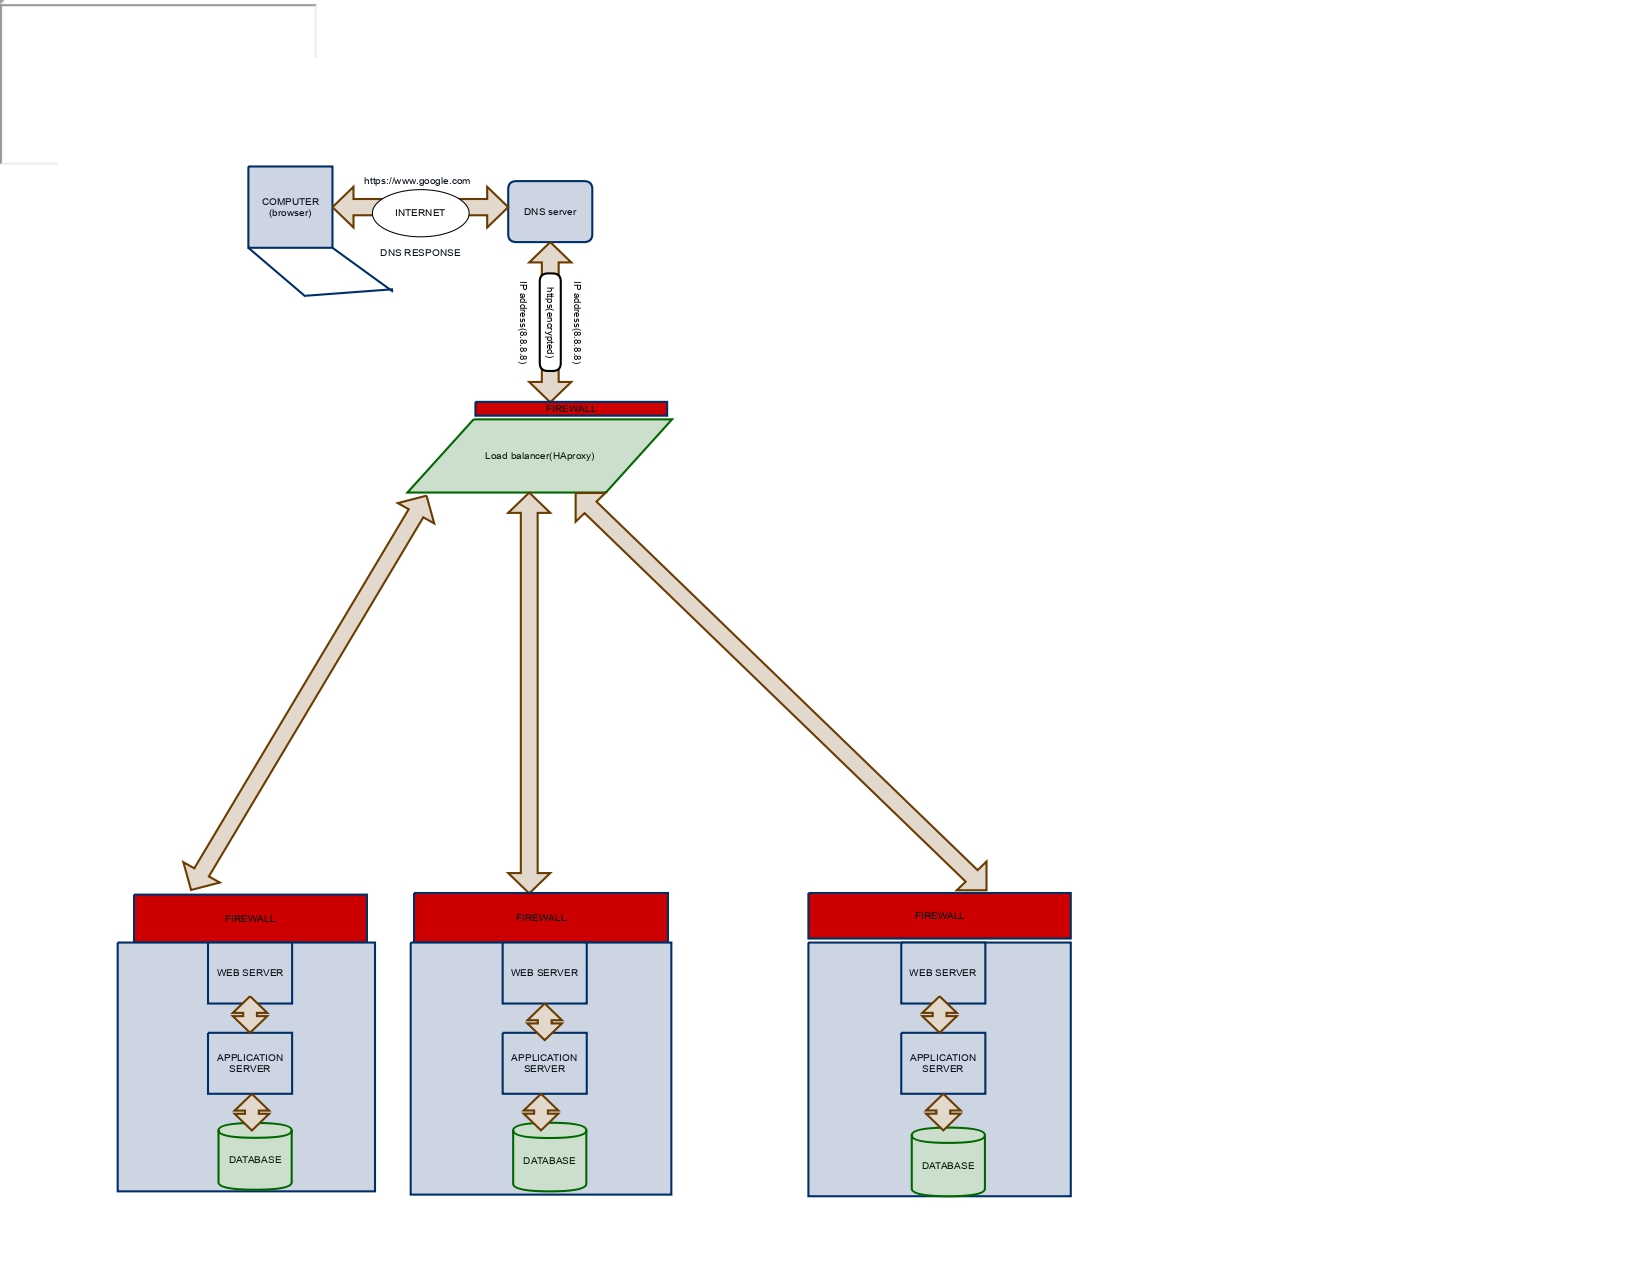 https://www.google.com
COMPUTER
(browser)
INTERNET
DNS server
DNS RESPONSE
IP address(8.8.8.8)
https(encrypted)
IP address(8.8.8.8)
FIREWALL
Load balancer(HAproxy)
FIREWALL
FIREWALL
FIREWALL
WEB SERVER
WEB SERVER
WEB SERVER
APPLICATION
SERVER
APPLICATION
SERVER
APPLICATION
SERVER
DATABASE
DATABASE
DATABASE